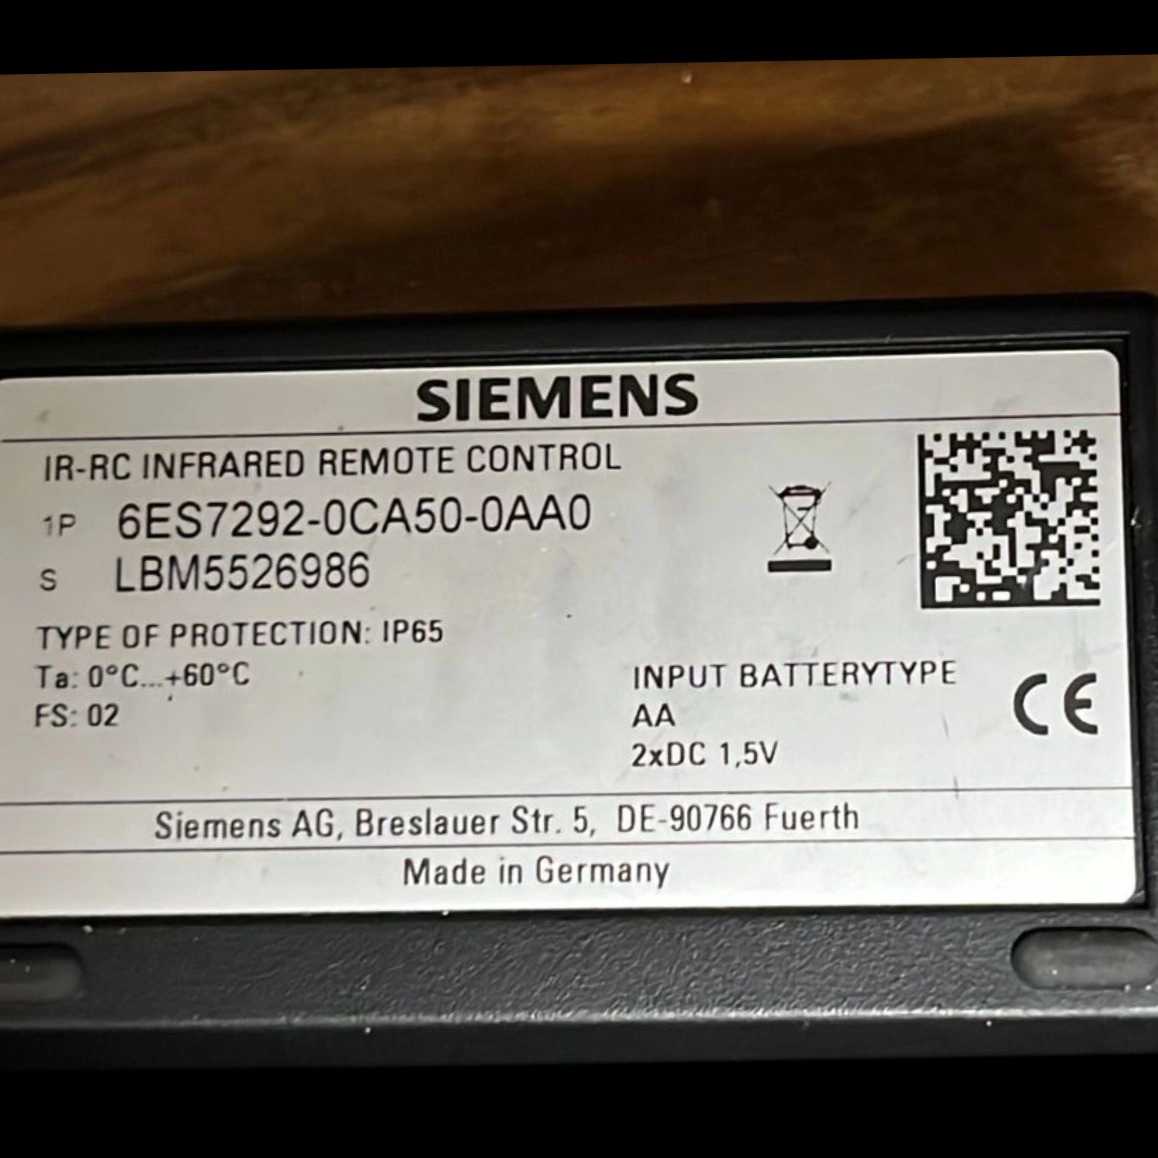 SIEMENS
IR-RC INFRARED REMOTE CONTROL
1P 6ES7292-0CA50-0AA0
S LBM5526986
TYPE OF PROTECTION: IP65
Ta: 0°C...+60°C
FS: 02
INPUT BATTERYTYPE
AA
2xDC 1,5V
CE
Siemens AG, Breslauer Str. 5, DE-90766 Fuerth
Made in Germany